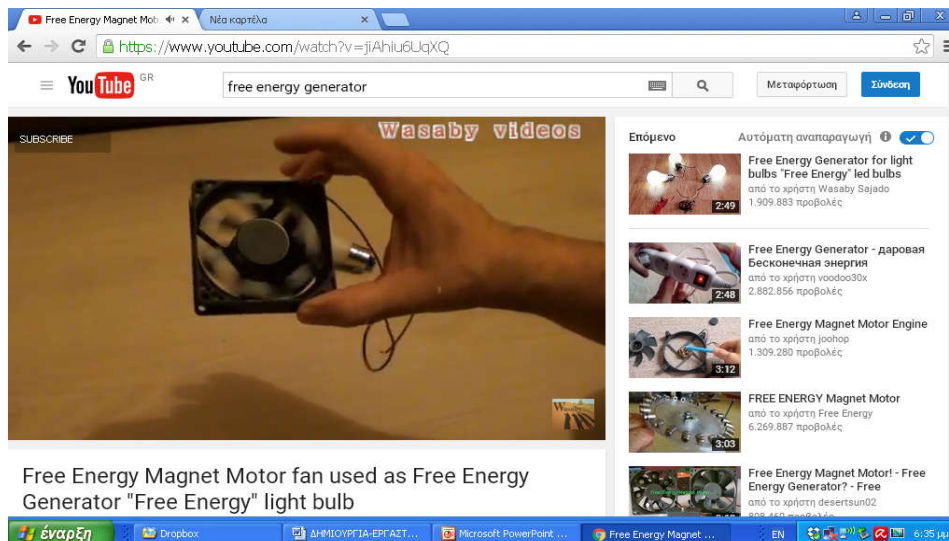 Free Energy Magnet Mot
Νέα καρτέλα
https://www.youtube.com/watch?v=jiAhiu6UqXQ
YouTube GR
free energy generator
Μεταφόρτωση
Σύνδεση
SUBSCRIBE
Wasaby videos
Wasaby
Free Energy Magnet Motor fan used as Free Energy
Generator "Free Energy" light bulb
Επόμενο
Αυτόματη αναπαραγωγή
Free Energy Generator for light
bulbs "Free Energy" led bulbs
από το χρήστη Wasaby Sajado
1.909.883 προβολές
2:49
Free Energy Generator - даровая
Бесконечная энергия
από το χρήστη voodoo30x
2.882.856 προβολές
2:48
Free Energy Magnet Motor Engine
από το χρήστη joohop
1.309.280 προβολές
3:12
FREE ENERGY Magnet Motor
από το χρήστη Free Energy
6.269.887 προβολές
3:03
Free Energy Magnet Motor! - Free
Energy Generator? - Free
από το χρήστη desertsun02
έναρξη
Dropbox
ΔΗΜΙΟΥΡΓΙΑ-ΕΡΓΑΣΤ...
Microsoft PowerPoint ...
Free Energy Magnet ...
EN
6:35 μμ